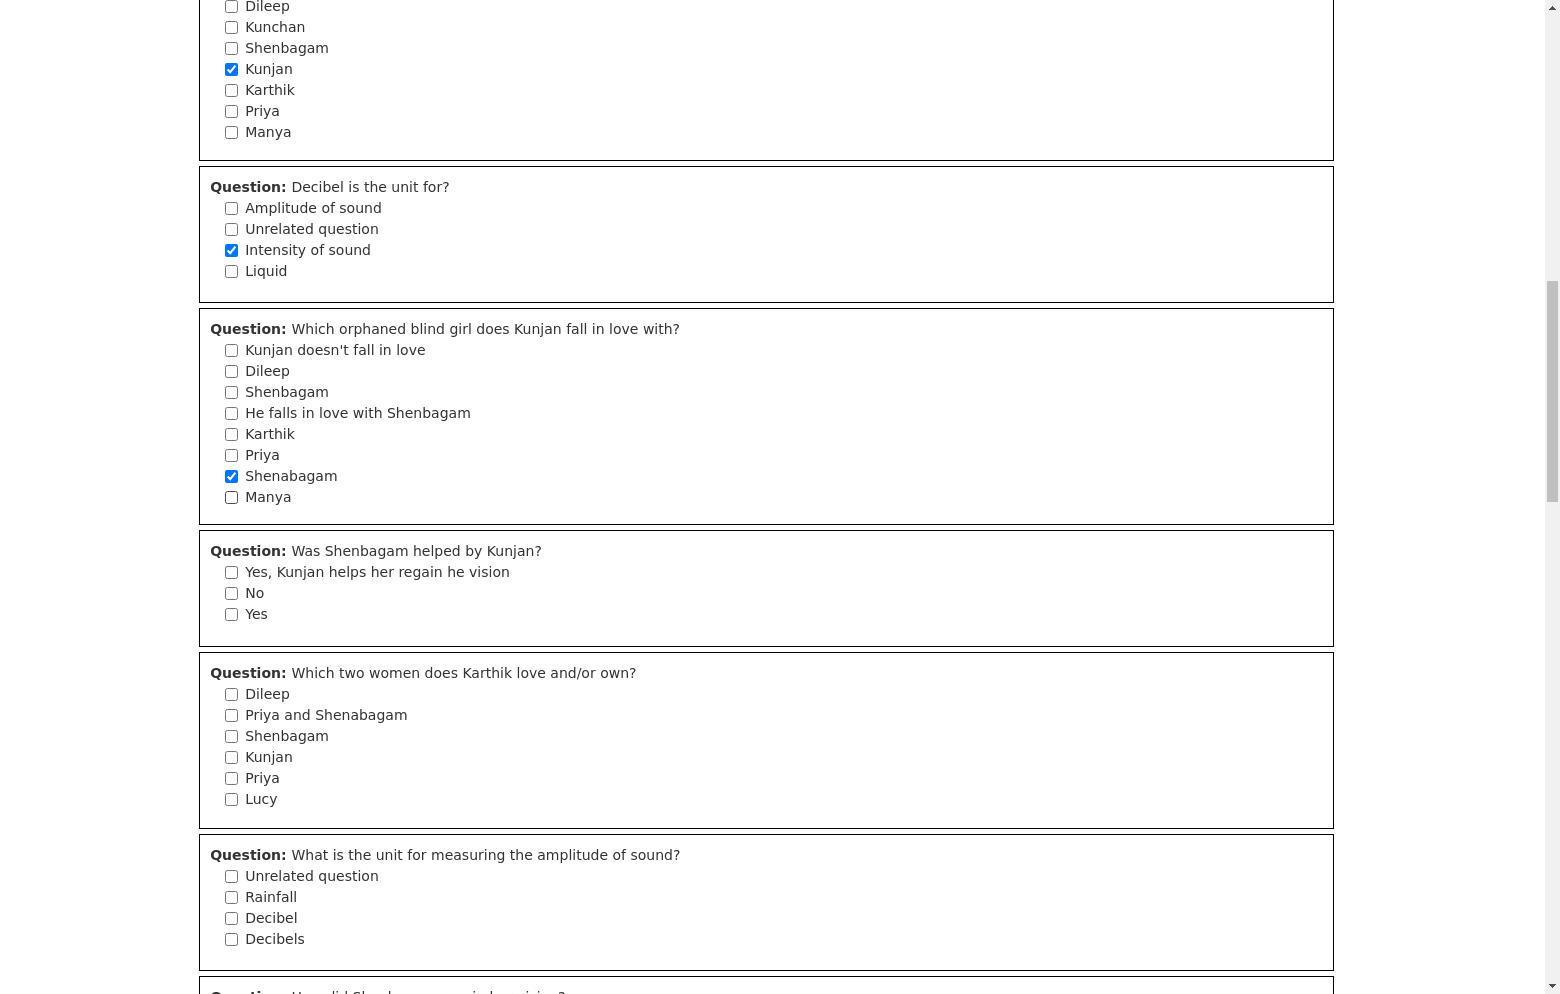 Dileep
Kunchan
Shenbagam
Kunjan
Karthik
Priya
Manya
Question: Decibel is the unit for?
Amplitude of sound
Unrelated question
Intensity of sound
Liquid
Question: Which orphaned blind girl does Kunjan fall in love with?
Kunjan doesn't fall in love
Dileep
Shenbagam
He falls in love with Shenbagam
Karthik
Priya
Shenabagam
Manya
Question: Was Shenbagam helped by Kunjan?
Yes, Kunjan helps her regain he vision
No
Yes
Question: Which two women does Karthik love and/or own?
Dileep
Priya and Shenabagam
Shenbagam
Kunjan
Priya
Lucy
Question: What is the unit for measuring the amplitude of sound?
Unrelated question
Rainfall
Decibel
Decibels